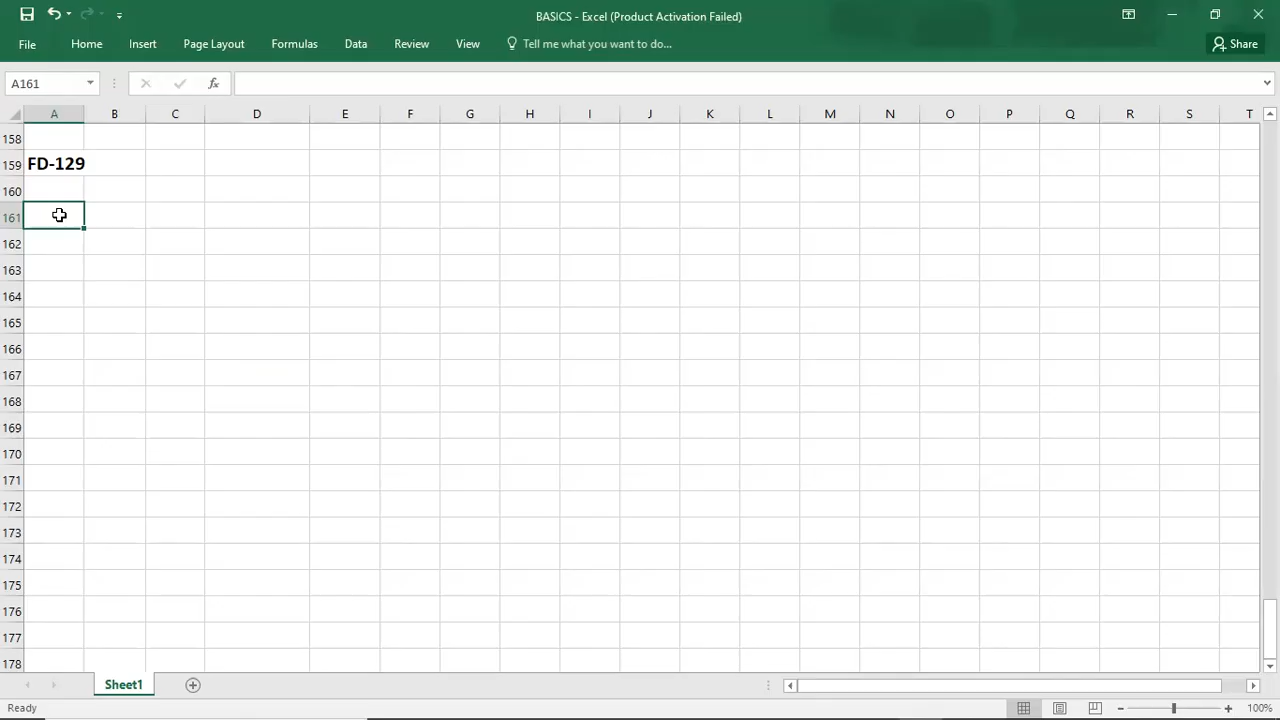 BASICS - Excel (Product Activation Failed)
File Home Insert Page Layout Formulas Data Review View Tell me what you want to do... Share
A161 fx
A B C D E F G H I J K L M N O P Q R S T
158
159 FD-129
160
161
162
163
164
165
166
167
168
169
170
171
172
173
174
175
176
177
178
Sheet1
Ready 100%